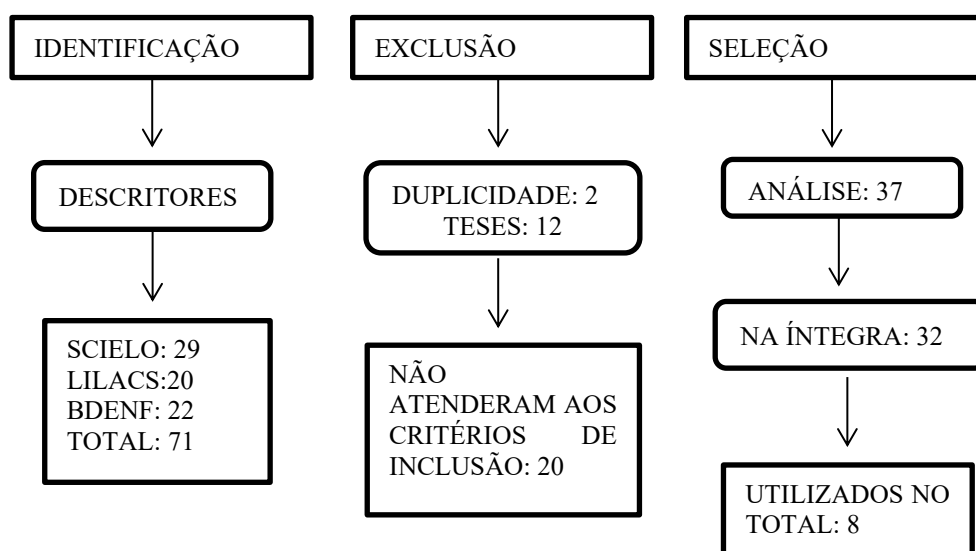 IDENTIFICAÇÃO
DESCRITORES
SCIELO: 29
LILACS:20
BDENF: 22
TOTAL: 71
EXCLUSÃO
DUPLICIDADE: 2
TESES: 12
NÃO
ATENDERAM AOS
CRITÉRIOS DE
INCLUSÃO: 20
SELEÇÃO
ANÁLISE: 37
NA ÍNTEGRA: 32
UTILIZADOS NO
TOTAL: 8